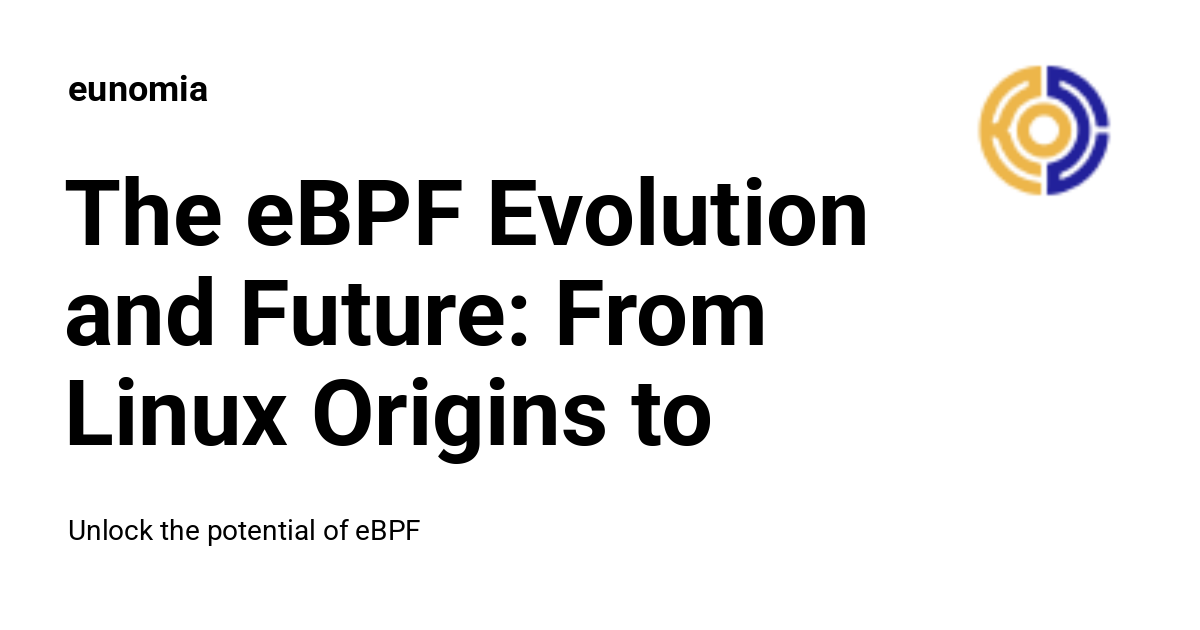 eunomia
The eBPF Evolution
and Future: From
Linux Origins to
Unlock the potential of eBPF